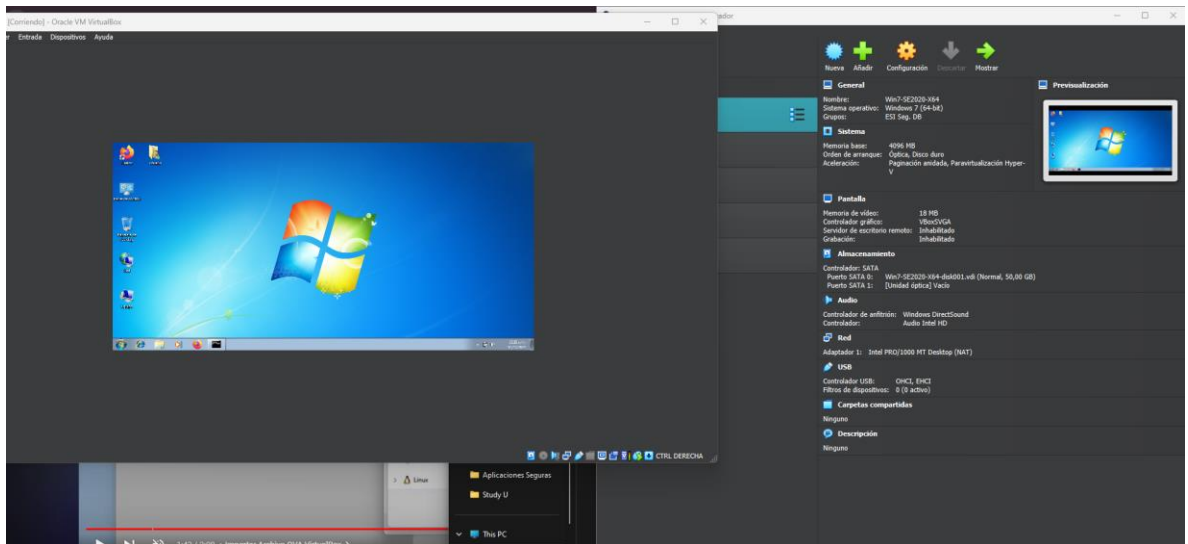 [Corriendo] - Oracle VM VirtualBox
Entrada Dispositivos Ayuda
CTRL DERECHA
Nueva Añadir Configuración Descartar Mostrar
General
Nombre: Win7-SE2020-X64
Sistema operativo: Windows 7 (64-bit)
Grupos: ESI Seg. DB
Previsualización
Sistema
Memoria base: 4096 MB
Orden de arranque: Óptica, Disco duro
Aceleración: Paginación anidada, Paravirtualización Hyper-
V
Pantalla
Memoria de vídeo: 18 MB
Controlador gráfico: VBoxSVGA
Servidor de escritorio remoto: Inhabilitado
Grabación: Inhabilitado
Almacenamiento
Controlador: SATA
Puerto SATA 0: Win7-SE2020-X64-disk001.vdi (Normal, 50,00 GB)
Puerto SATA 1: [Unidad óptica] Vacío
Audio
Controlador de anfitrión: Windows DirectSound
Controlador: Audio Intel HD
Red
Adaptador 1: Intel PRO/1000 MT Desktop (NAT)
USB
Controlador USB: OHCI, EHCI
Filtros de dispositivos: 0 (0 activo)
Carpetas compartidas
Ninguno
Descripción
Ninguno
Linux
Aplicaciones Seguras
Study U
This PC